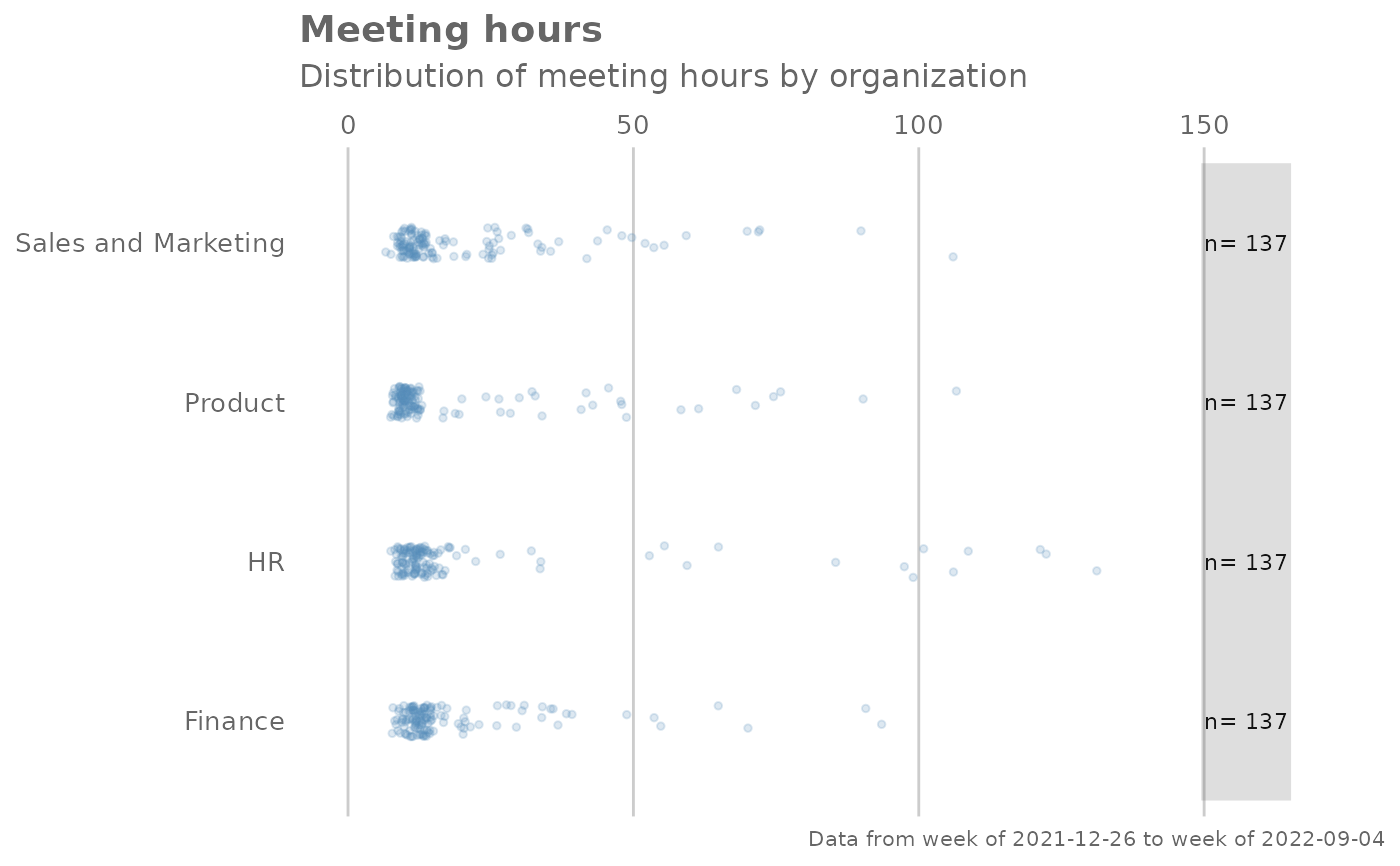 Meeting hours
Distribution of meeting hours by organization
0 50 100 150
Sales and Marketing n= 137
Product n= 137
HR n= 137
Finance n= 137
Data from week of 2021-12-26 to week of 2022-09-04